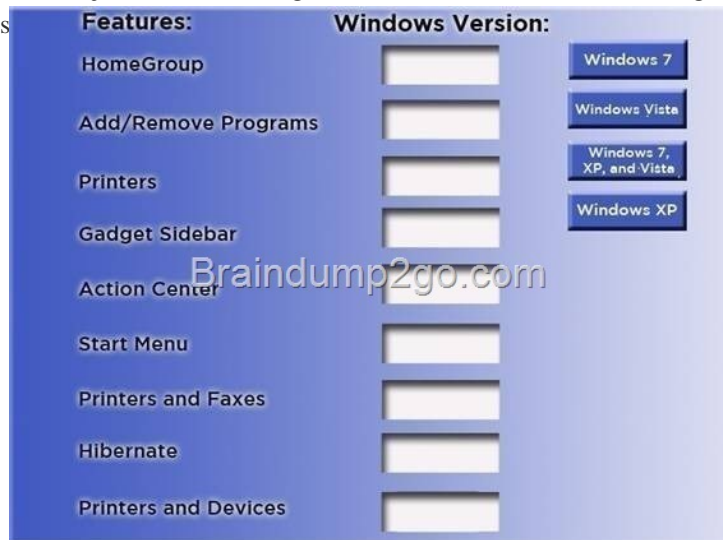 s
Features: Windows Version:
HomeGroup
Windows 7
Add/Remove Programs
Windows Vista
Printers
Windows 7,
XP, and Vista
Gadget Sidebar
Windows XP
Braindump2go.com
Action Center
Start Menu
Printers and Faxes
Hibernate
Printers and Devices